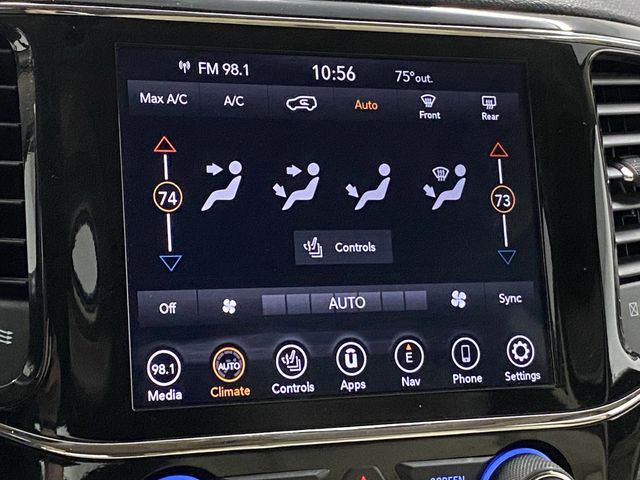 FM 98.1 10:56 75° out.
Max A/C A/C Auto Front Rear
74 73
Controls
Off AUTO Sync
98.1 AUTO E
Media Climate Controls Apps Nav Phone Settings
SCREEN